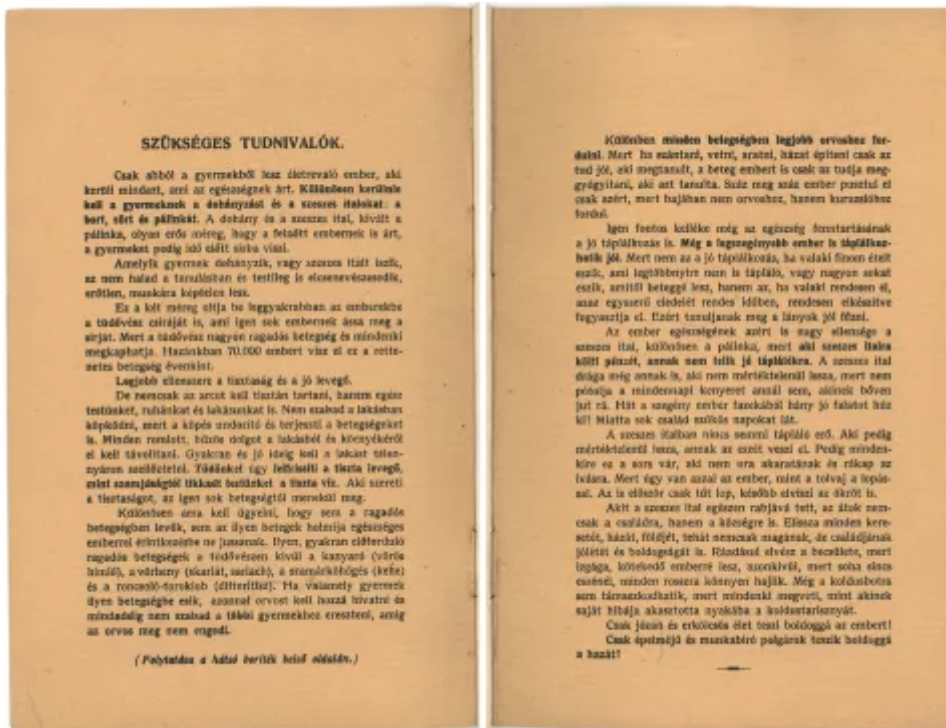 SZÜKSÉGES TUDNIVALÓK.
Csak abból a gyermekből lesz életrevaló ember, aki
kerüli mindazt, ami az egészségnek árt. Különösen kerülnie
kell a gyermeknek a dohányzást és a szeszes italokat: a
bort, sört és pálinkát. A dohány és a szeszes ital, kivált a
pálinka, olyan erős méreg, hogy a felnőtt embernek is árt,
a gyermeket pedig idő előtt sírba viszi.
Amelyik gyermek dohányzik, vagy szeszes italt iszik,
az nem halad a tanulásban és testileg is elcsenevészesedik,
erőtlen, munkára képtelen lesz.
Ez a két méreg oltja be leggyakrabban az emberekbe
a tüdővész csiráját is, ami igen sok embernek ássa meg a
sírját. Mert a tüdővész nagyon ragadós betegség és mindenki
megkaphatja. Hazánkban 70.000 embert visz el ez a rette-
netes betegség évenkint.
Legjobb ellenszere a tisztaság és a jó levegő.
De nemcsak az arcot kell tisztán tartani, hanem egész
testünket, ruhánkat és lakásunkat is. Nem szabad a lakásban
köpködni, mert a köpés undorító és terjeszti a betegségeket
is. Minden romlott, bűzös dolgot a lakásból és környékéről
el kell távolítani. Gyakran és jó ideig kell a lakást télen-
nyáron szellőztetni. Tüdőnket úgy felfrissíti a tiszta levegő,
mint szomjúságtól tikkadt testünket a tiszta víz. Aki szereti
a tisztaságot, az igen sok betegségtől menekül meg.
Különösen arra kell ügyelni, hogy sem a ragadós
betegségben levők, sem az ilyen betegek holmija egészséges
emberrel érintkezésbe ne jussanak. Ilyen, gyakran előforduló
ragadós betegségek a tüdővészen kívül a kanyaró (vörös
himlő), a vörheny (skarlát, sarlach), a szamárköhögés (kehe)
és a roncsoló-toroklob (difteritisz). Ha valamely gyermek
ilyen betegségbe esik, azonnal orvost kell hozzá hivatni és
mindaddig nem szabad a többi gyermekhez ereszteni, amíg
az orvos meg nem engedi.
(Folytatása a hátsó boríték belső oldalán.)
Különben minden betegségben legjobb orvoshoz for-
dulni. Mert ha szántani, vetni, aratni, házat építeni csak az
tud jól, aki megtanult, a beteg embert is csak az tudja meg-
gyógyítani, aki azt tanulta. Száz meg száz ember pusztul el
csak azért, mert bajában nem orvoshoz, hanem kuruzslóhoz
fordul.
Igen fontos kelléke még az egészség fenntartásának
a jó táplálkozás is. Még a legszegényebb ember is táplálkoz-
hatik jól. Mert nem az a jó táplálkozás, ha valaki finom ételt
eszik, ami legtöbbnyire nem is tápláló, vagy nagyon sokat
eszik, amitől beteggé lesz, hanem az, ha valaki rendesen él,
azaz egyszerű eledelét rendes időben, rendesen elkészítve
fogyasztja el. Ezért tanuljanak meg a lányok jól főzni.
Az ember egészségének azért is nagy ellensége a
szeszes ital, különösen a pálinka, mert aki szeszes italra
költi pénzét, annak nem telik jó táplálékra. A szeszes ital
drága még annak is, aki nem mértéktelenül issza, mert nem
pótolja a mindennapi kenyeret annál sem, akinek bőven
jut rá. Hát a szegény ember fazekából hány jó falatot húz
ki! Miatta sok család szűkös napokat lát.
A szeszes italban nincs semmi tápláló erő. Aki pedig
mértéktelenül issza, annak az eszét veszi el. Pedig minden-
kire ez a sors vár, aki nem ura akaratának és rákap az
ivásra. Mert úgy van azzal az ember, mint a tolvaj a lopás-
sal. Az is először csak tűt lop, később elviszi az ökröt is.
Akit a szeszes ital egészen rabjává tett, az átok nem-
csak a családra, hanem a községre is. Elissza minden kere-
setét, házát, földjét, tehát nemcsak magának, de családjának
jólétét és boldogságát is. Ráadásul elvész a becsülete, mert
izgága, kötekedő emberré lesz, azonkívül, mert soha nincs
eszénél, minden rosszra könnyen hajlik. Még a koldusbotra
sem támaszkodhatik, mert mindenki megveti, mint akinek
saját hibája akasztotta nyakába a koldustarisznyát.
Csak józan és erkölcsös élet teszi boldoggá az embert!
Csak épelméjű és munkabíró polgárok teszik boldoggá
a hazát!